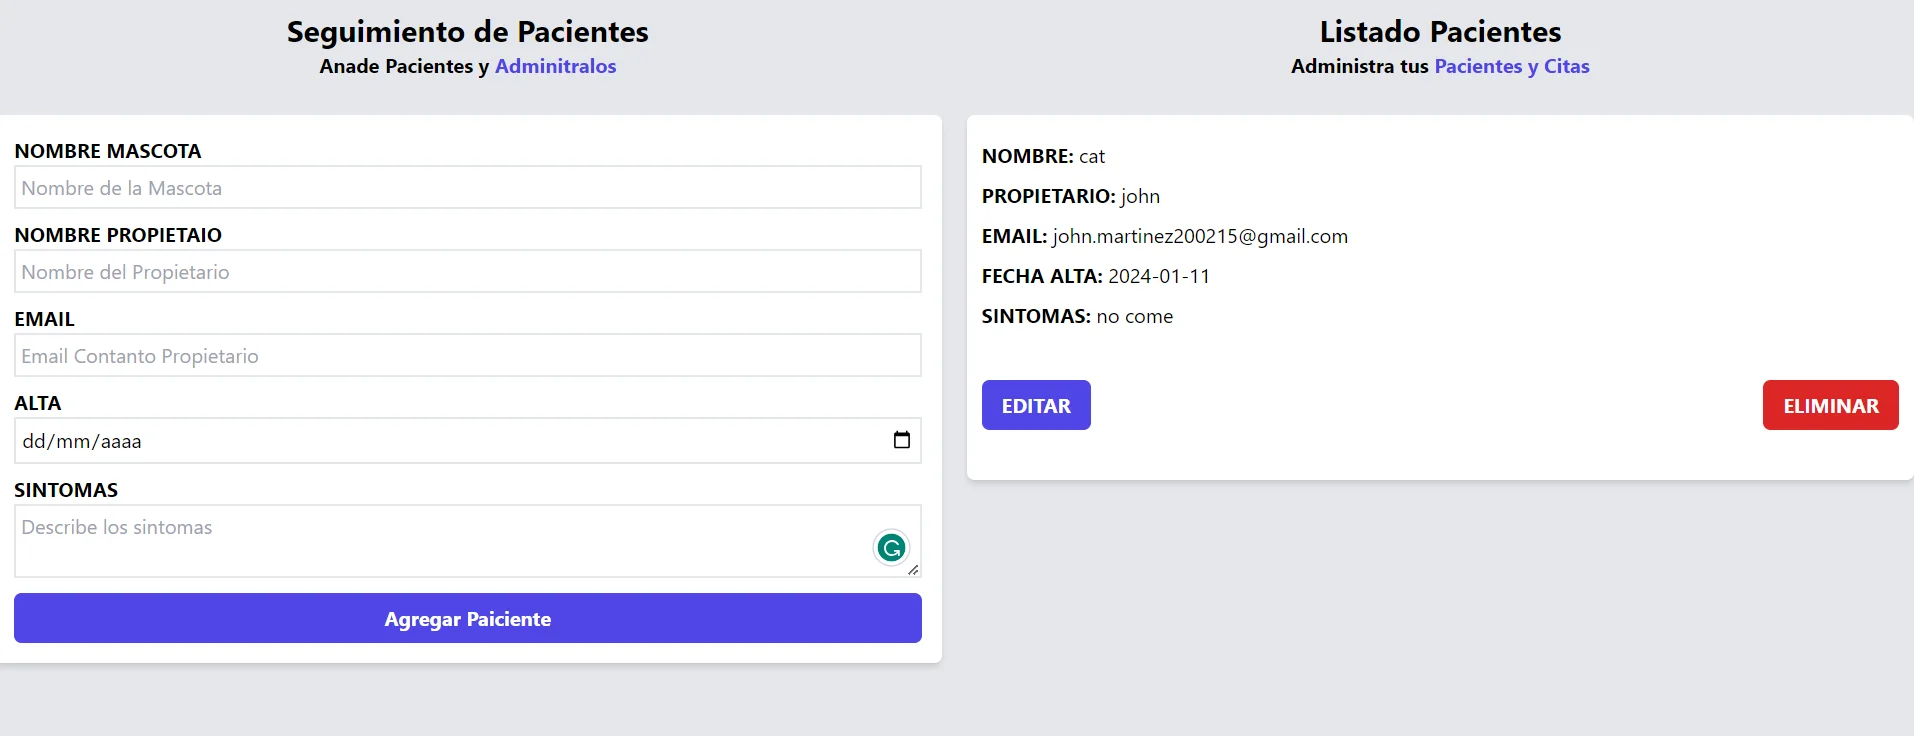 Seguimiento de Pacientes
Anade Pacientes y Adminitralos
NOMBRE MASCOTA
Nombre de la Mascota
NOMBRE PROPIETAIO
Nombre del Propietario
EMAIL
Email Contanto Propietario
ALTA
dd/mm/aaaa
SINTOMAS
Describe los sintomas
Agregar Paiciente
Listado Pacientes
Administra tus Pacientes y Citas
NOMBRE: cat
PROPIETARIO: john
EMAIL: john.martinez200215@gmail.com
FECHA ALTA: 2024-01-11
SINTOMAS: no come
EDITAR
ELIMINAR